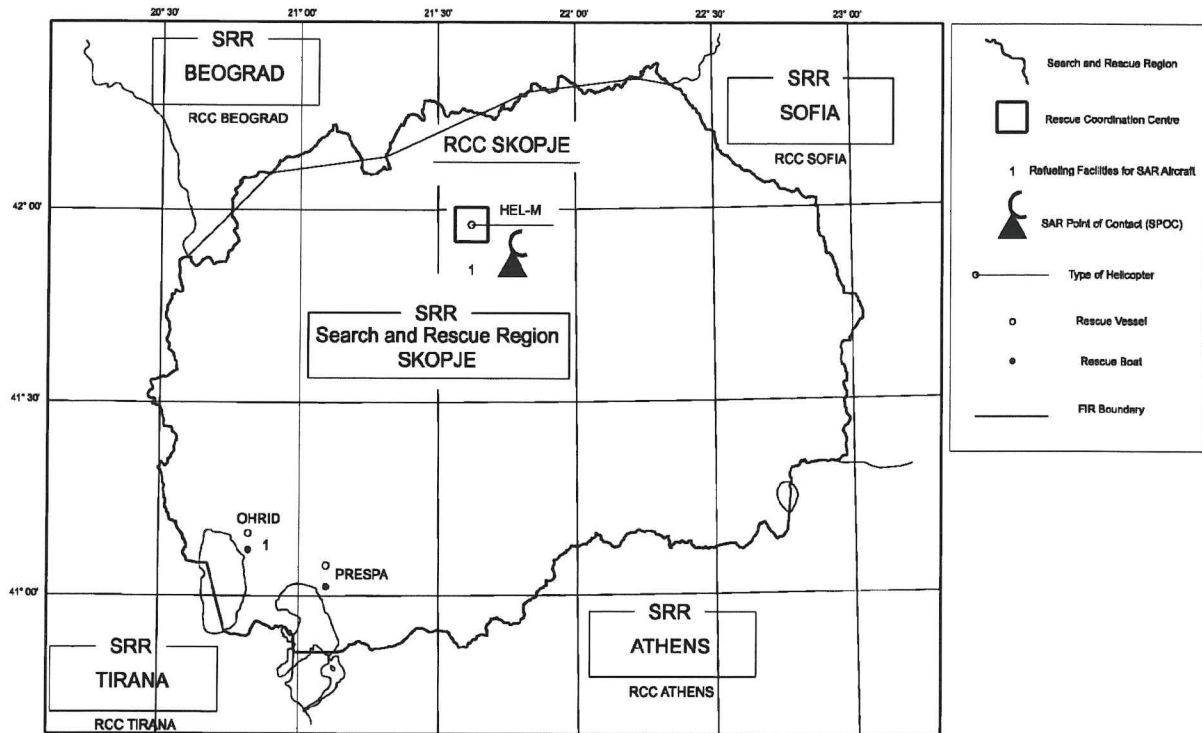 20° 30'
21° 00'
21° 30'
22° 00'
22° 30'
23° 00'
SRR
BEOGRAD
RCC BEOGRAD
SRR
SOFIA
RCC SOFIA
RCC SKOPJE
42° 00'
HEL-M
1
SRR
Search and Rescue Region
SKOPJE
41° 30'
OHRID
1
PRESPA
41° 00'
SRR
TIRANA
RCC TIRANA
SRR
ATHENS
RCC ATHENS
Search and Rescue Region
Rescue Coordination Centre
1 Refueling Facilities for SAR Aircraft
SAR Point of Contact (SPOC)
Type of Helicopter
Rescue Vessel
Rescue Boat
FIR Boundary